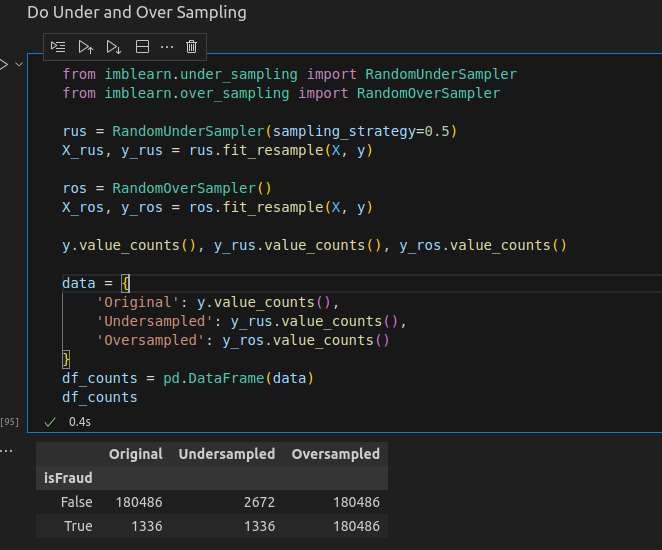 Do Under and Over Sampling
from imblearn.under_sampling import RandomUnderSampler
from imblearn.over_sampling import RandomOverSampler
rus = RandomUnderSampler(sampling_strategy=0.5)
X_rus, y_rus = rus.fit_resample(X, y)
ros = RandomOverSampler()
X_ros, y_ros = ros.fit_resample(X, y)
y.value_counts(), y_rus.value_counts(), y_ros.value_counts()
data = {
    'Original': y.value_counts(),
    'Undersampled': y_rus.value_counts(),
    'Oversampled': y_ros.value_counts()
}
df_counts = pd.DataFrame(data)
df_counts
[95] 0.4s
Original Undersampled Oversampled
isFraud
False 180486 2672 180486
True 1336 1336 180486